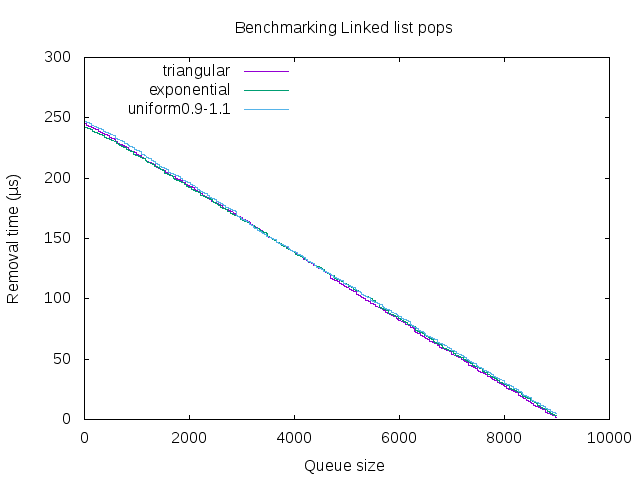 Benchmarking Linked list pops
300
250
200
150
100
50
0
triangular
exponential
uniform0.9-1.1
Removal time (µs)
0 2000 4000 6000 8000 10000
Queue size